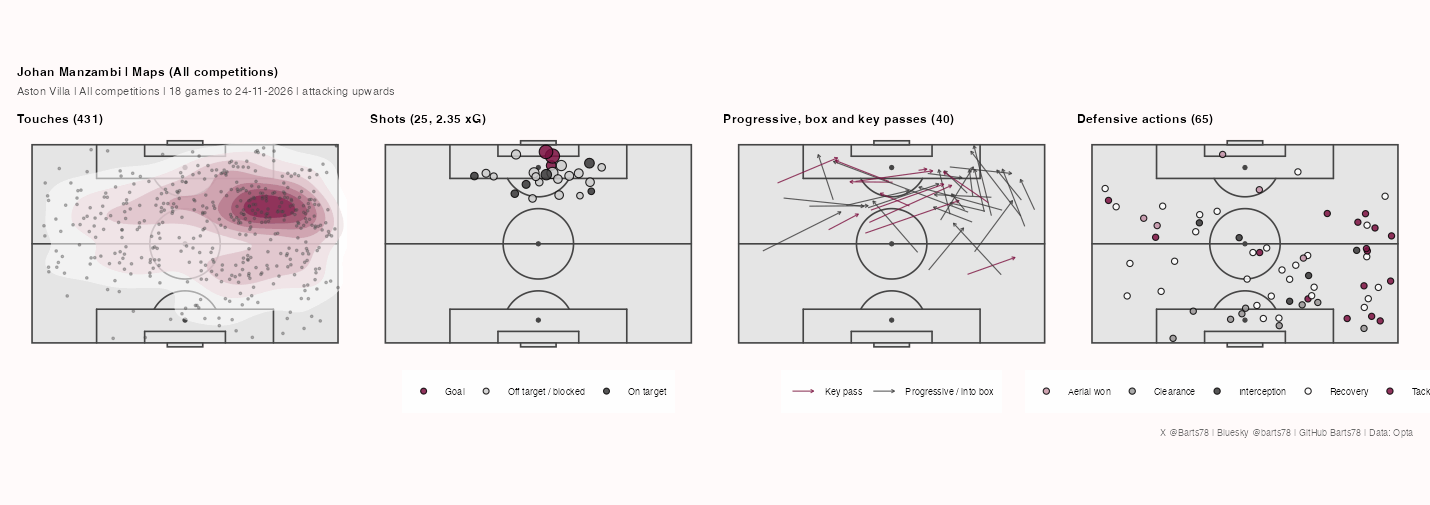 Johan Manzambi | Maps (All competitions)
Aston Villa | All competitions | 18 games to 24-11-2026 | attacking upwards
Touches (431)
Shots (25, 2.35 xG)
Progressive, box and key passes (40)
Defensive actions (65)
Goal
Off target / blocked
On target
Key pass
Progressive / into box
Aerial won
Clearance
Interception
Recovery
Tack
X @Barts78 | Bluesky @barts78 | GitHub Barts78 | Data: Opta